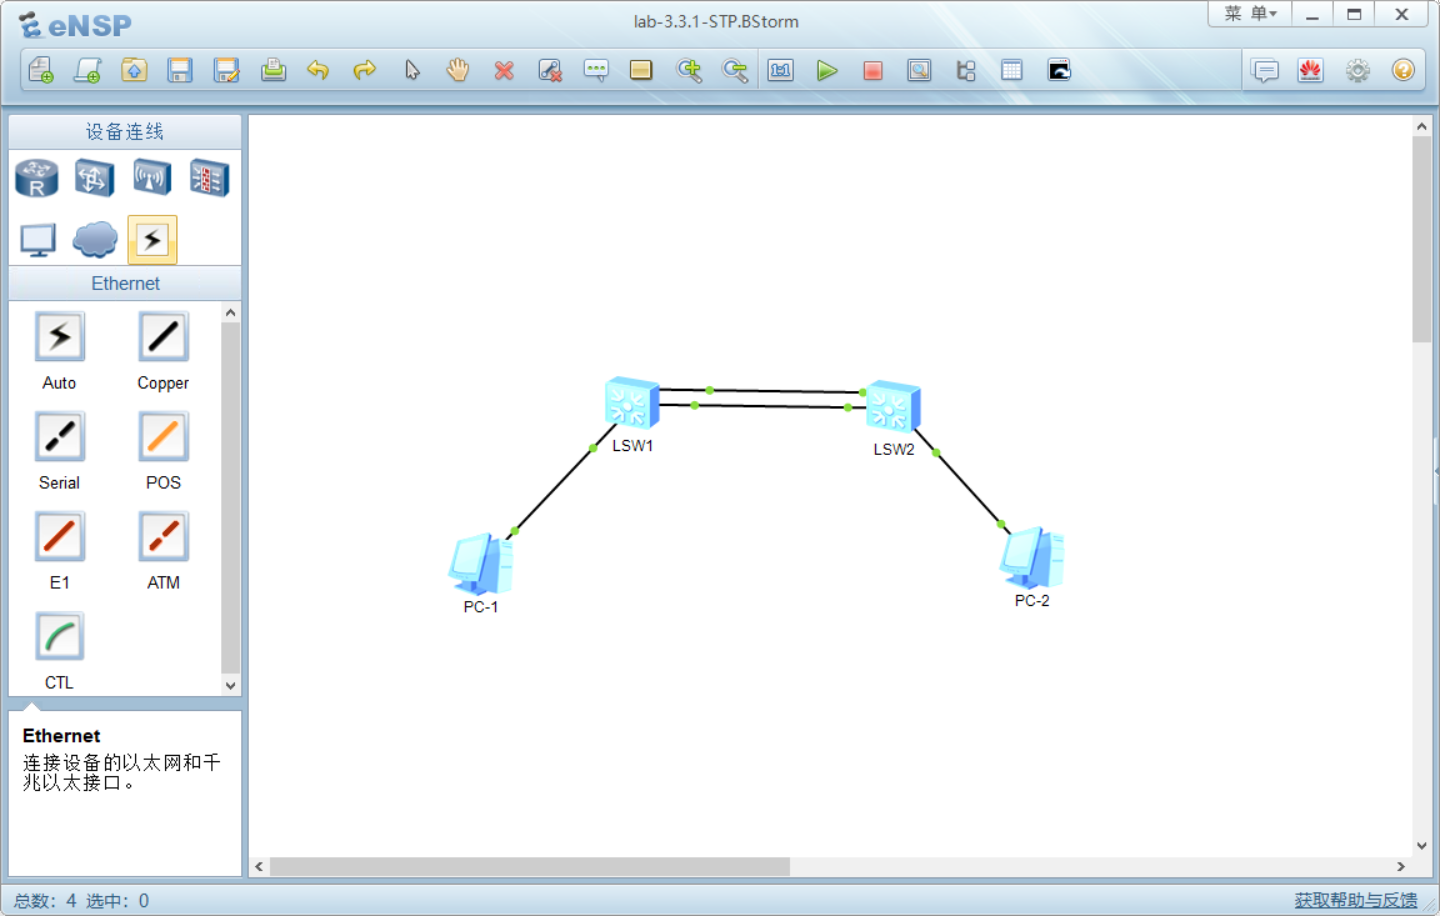 eNSP
lab-3.3.1-STP.BStorm
菜 单
设备连线
R
Ethernet
Auto
Copper
Serial
POS
E1
ATM
CTL
Ethernet
连接设备的以太网和千
兆以太接口。
1:1
LSW1
LSW2
PC-1
PC-2
总数: 4 选中: 0
获取帮助与反馈